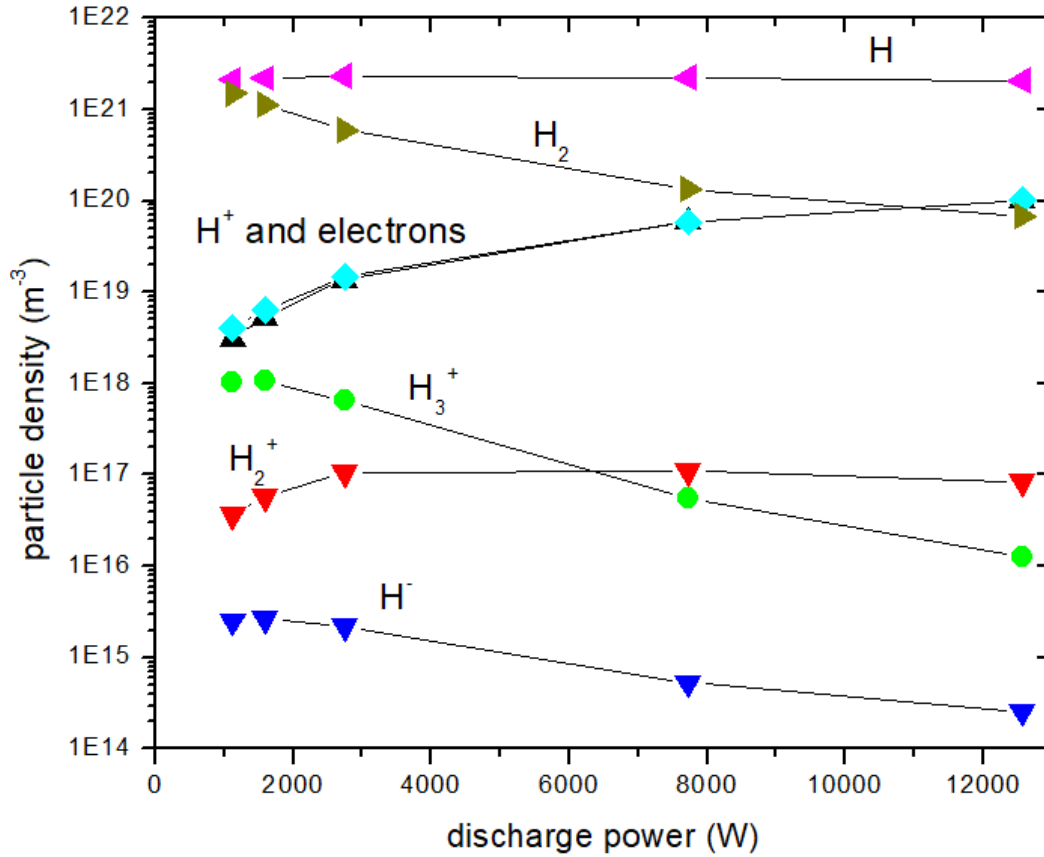 1E22
1E21
1E20
1E19
1E18
1E17
1E16
1E15
1E14
particle density (m⁻³)
H
H₂
H⁺ and electrons
H₃⁺
H₂⁺
H⁻
0 2000 4000 6000 8000 10000 12000
discharge power (W)